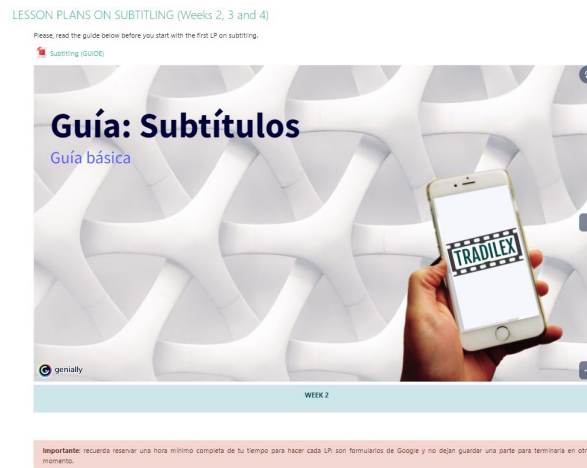 LESSON PLANS ON SUBTITLING (Weeks 2, 3 and 4)
Please, read the guide below before you start with the first LP on subtitling.
Subtitling (GUIDE)
Guía: Subtítulos
Guía básica
TRADILEX
genially
WEEK 2
Importante: recuerda reservar una hora mínimo completa de tu tiempo para hacer cada LP: son formularios de Google y no dejan guardar una parte para terminarla en
momento.